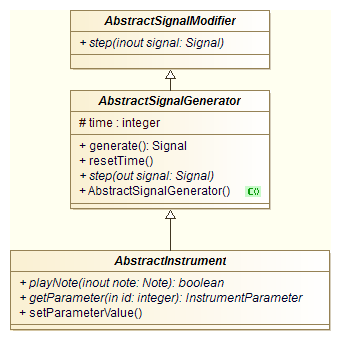 AbstractSignalModifier
+ step(inout signal: Signal)
AbstractSignalGenerator
# time : integer
+ generate(): Signal
+ resetTime()
+ step(out signal: Signal)
+ AbstractSignalGenerator() C()
AbstractInstrument
+ playNote(inout note: Note): boolean
+ getParameter(in id: integer): InstrumentParameter
+ setParameterValue()